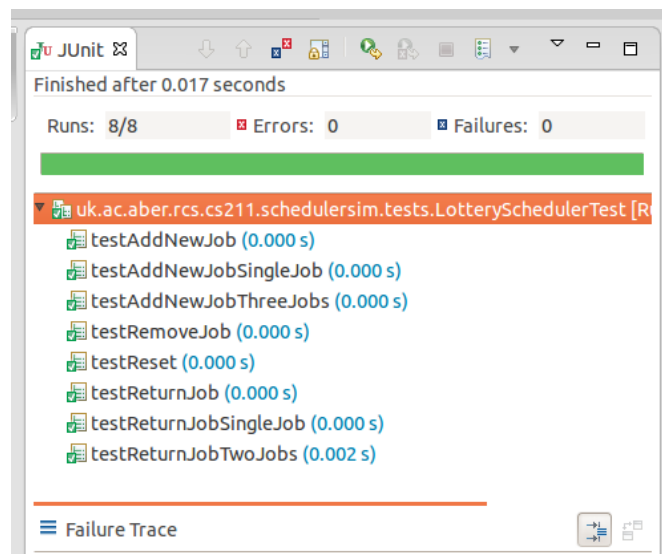 JUnit
Finished after 0.017 seconds
Runs: 8/8 Errors: 0 Failures: 0
uk.ac.aber.rcs.cs211.schedulersim.tests.LotterySchedulerTest [Ru
testAddNewJob (0.000 s)
testAddNewJobSingleJob (0.000 s)
testAddNewJobThreeJobs (0.000 s)
testRemoveJob (0.000 s)
testReset (0.000 s)
testReturnJob (0.000 s)
testReturnJobSingleJob (0.000 s)
testReturnJobTwoJobs (0.002 s)
Failure Trace